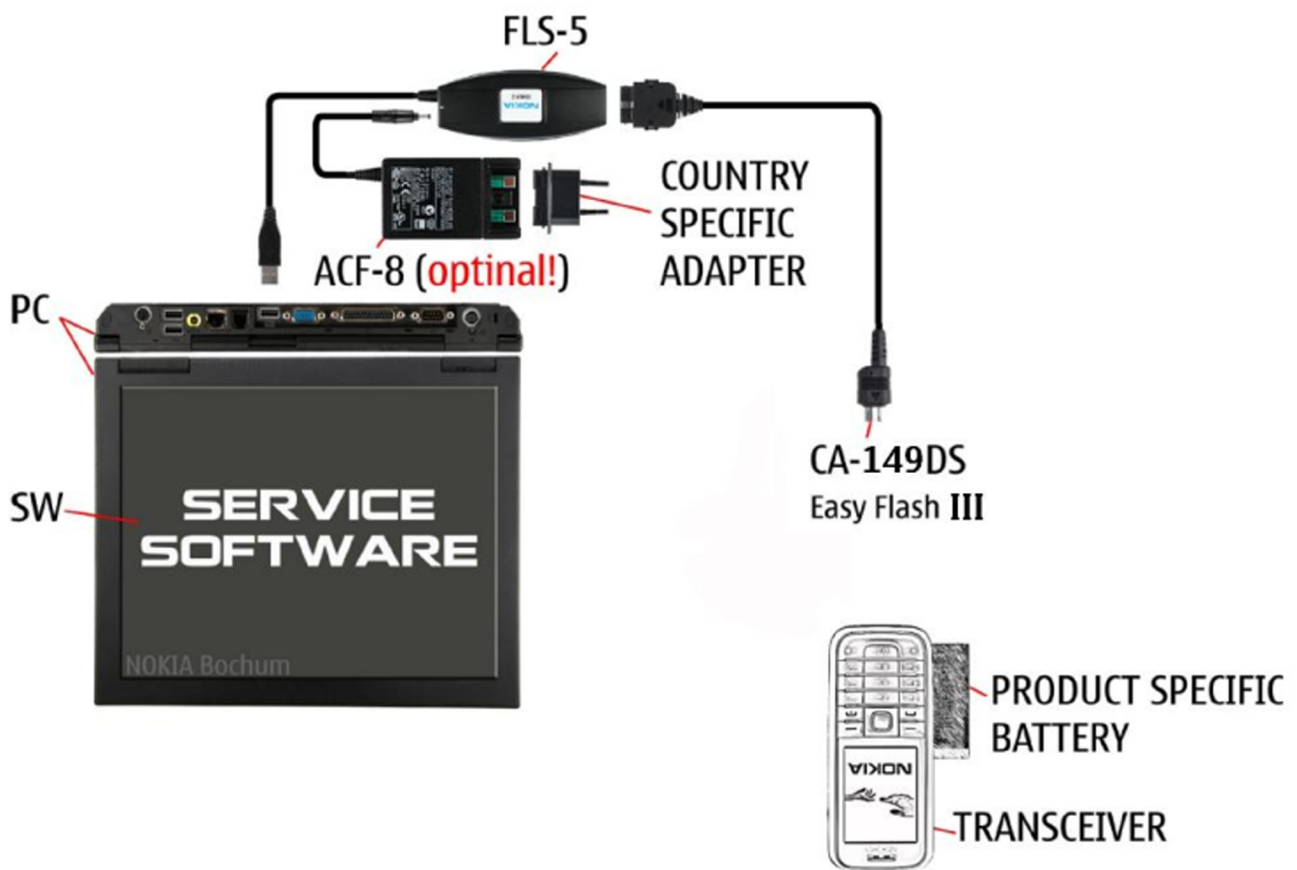 FLS-5
NOKIA
COUNTRY
SPECIFIC
ADAPTER
ACF-8 (optinal!)
PC
CA-149DS
Easy Flash III
SW
SERVICE
SOFTWARE
NOKIA Bochum
PRODUCT SPECIFIC
BATTERY
NOKIA
TRANSCEIVER